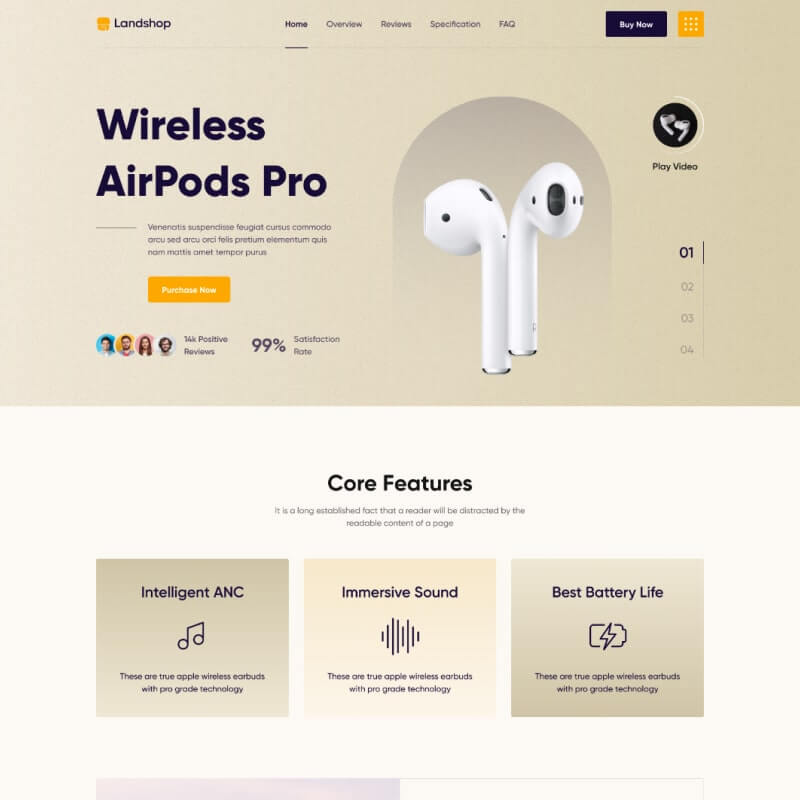 Landshop
Home Overview Reviews Specification FAQ
Buy Now
Wireless
AirPods Pro
Play Video
Venenatis suspendisse feugiat cursus commodo
arcu sed arcu orci felis pretium elementum quis
nam mattis amet tempor purus
01
02
03
04
Purchase Now
14k Positive
Reviews
99%
Satisfaction
Rate
Core Features
It is a long established fact that a reader will be distracted by the
readable content of a page
Intelligent ANC
These are true apple wireless earbuds
with pro grade technology
Immersive Sound
These are true apple wireless earbuds
with pro grade technology
Best Battery Life
These are true apple wireless earbuds
with pro grade technology